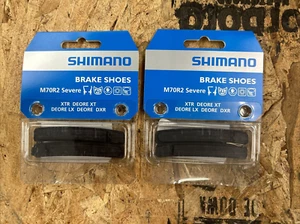 SHIMANO
BRAKE SHOES
M70R2 Severe
XTR DEORE XT
DEORE LX DEORE DXR
SHIMANO
BRAKE SHOES
M70R2 Severe
XTR DEORE XT
DEORE LX DEORE DXR